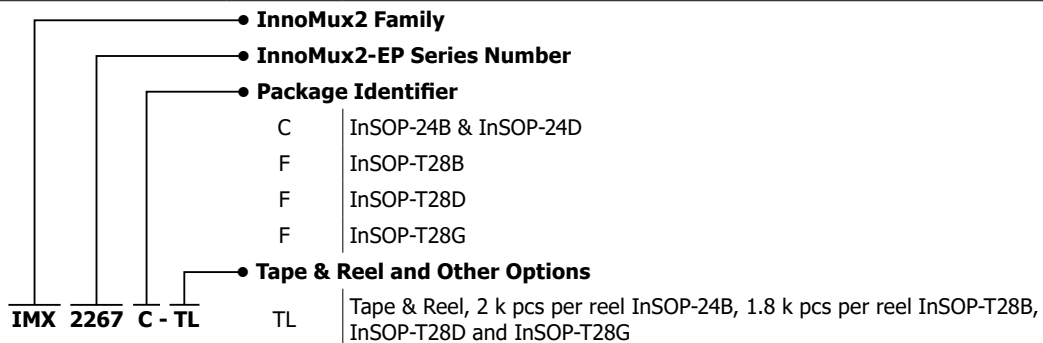 InnoMux2 Family
InnoMux2-EP Series Number
Package Identifier
C InSOP-24B & InSOP-24D
F InSOP-T28B
F InSOP-T28D
F InSOP-T28G
Tape & Reel and Other Options
IMX 2267 C - TL TL Tape & Reel, 2 k pcs per reel InSOP-24B, 1.8 k pcs per reel InSOP-T28B,
InSOP-T28D and InSOP-T28G